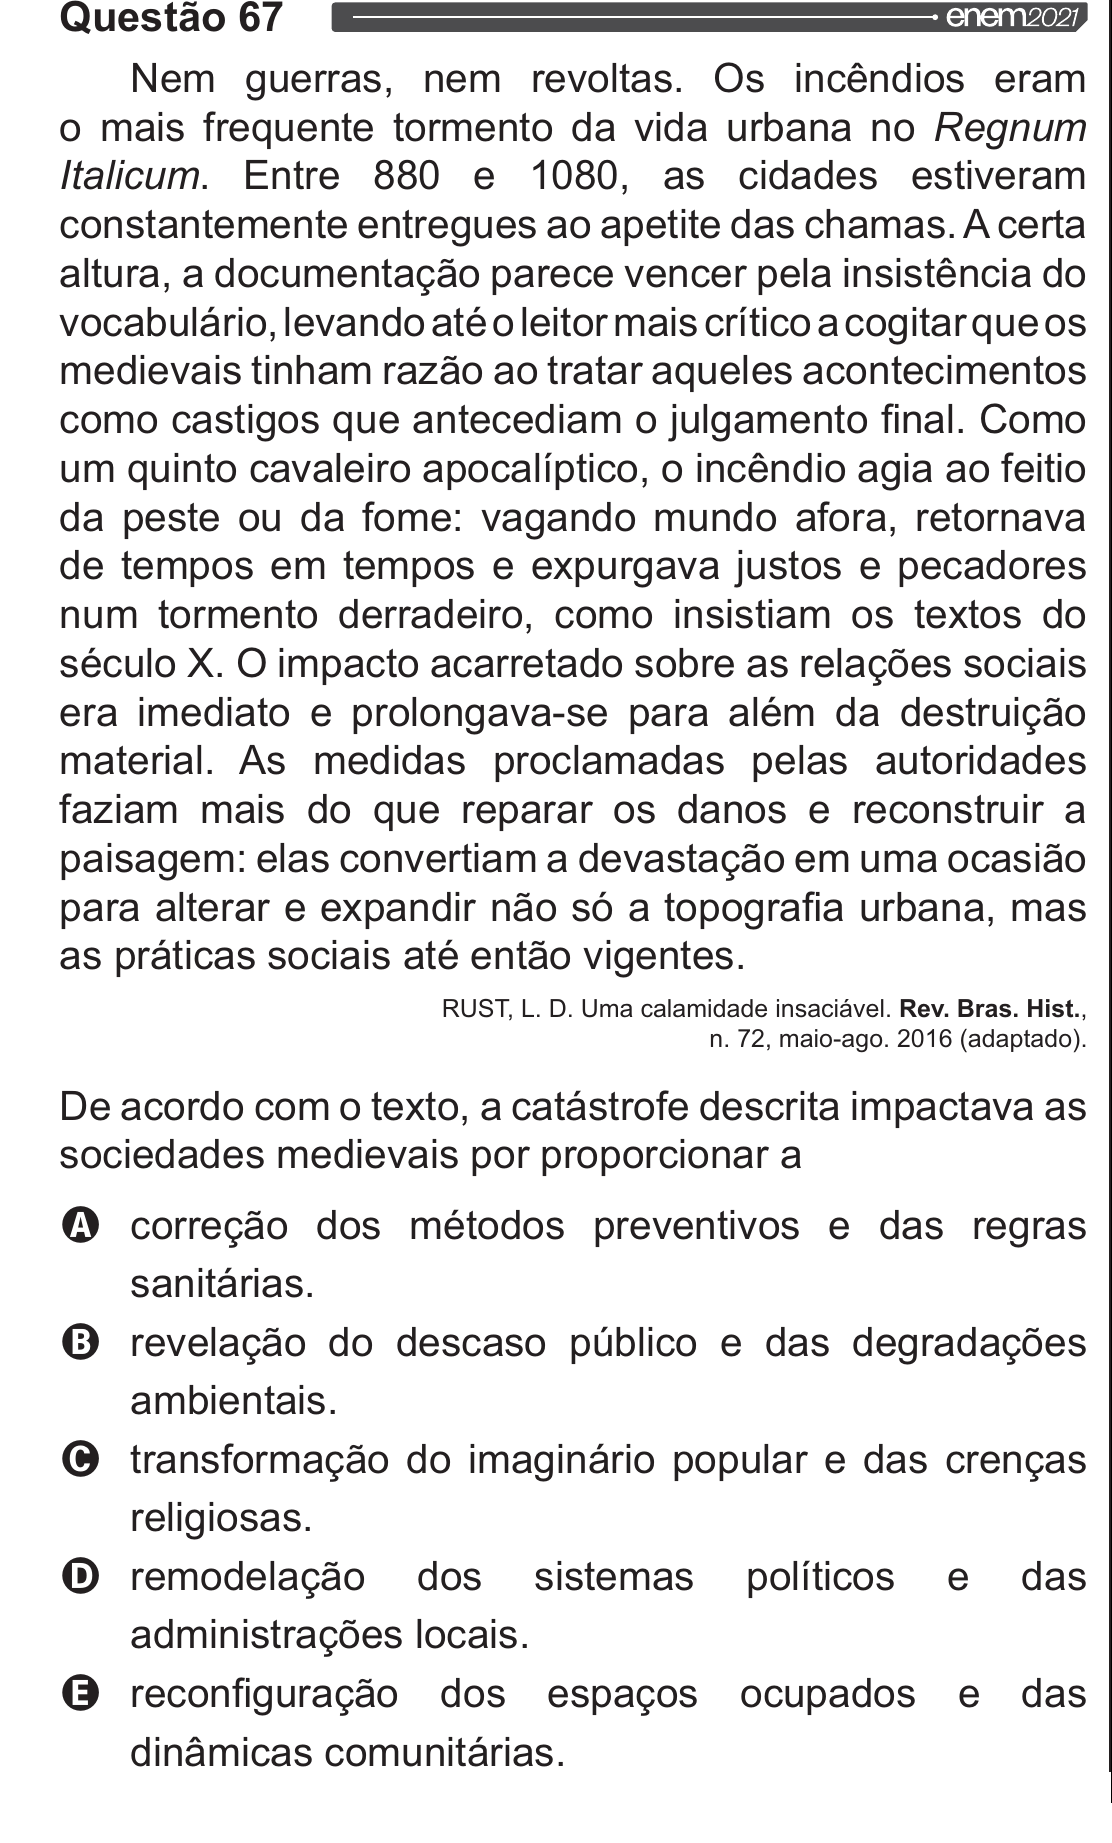 Questão 67
enem2021
Nem guerras, nem revoltas. Os incêndios eram
o mais frequente tormento da vida urbana no Regnum
Italicum. Entre 880 e 1080, as cidades estiveram
constantemente entregues ao apetite das chamas. A certa
altura, a documentação parece vencer pela insistência do
vocabulário, levando até o leitor mais crítico a cogitar que os
medievais tinham razão ao tratar aqueles acontecimentos
como castigos que antecediam o julgamento final. Como
um quinto cavaleiro apocalíptico, o incêndio agia ao feitio
da peste ou da fome: vagando mundo afora, retornava
de tempos em tempos e expurgava justos e pecadores
num tormento derradeiro, como insistiam os textos do
século X. O impacto acarretado sobre as relações sociais
era imediato e prolongava-se para além da destruição
material. As medidas proclamadas pelas autoridades
faziam mais do que reparar os danos e reconstruir a
paisagem: elas convertiam a devastação em uma ocasião
para alterar e expandir não só a topografia urbana, mas
as práticas sociais até então vigentes.
RUST, L. D. Uma calamidade insaciável. Rev. Bras. Hist.,
n. 72, maio-ago. 2016 (adaptado).
De acordo com o texto, a catástrofe descrita impactava as
sociedades medievais por proporcionar a
A correção dos métodos preventivos e das regras
sanitárias.
B revelação do descaso público e das degradações
ambientais.
C transformação do imaginário popular e das crenças
religiosas.
D remodelação dos sistemas políticos e das
administrações locais.
E reconfiguração dos espaços ocupados e das
dinâmicas comunitárias.